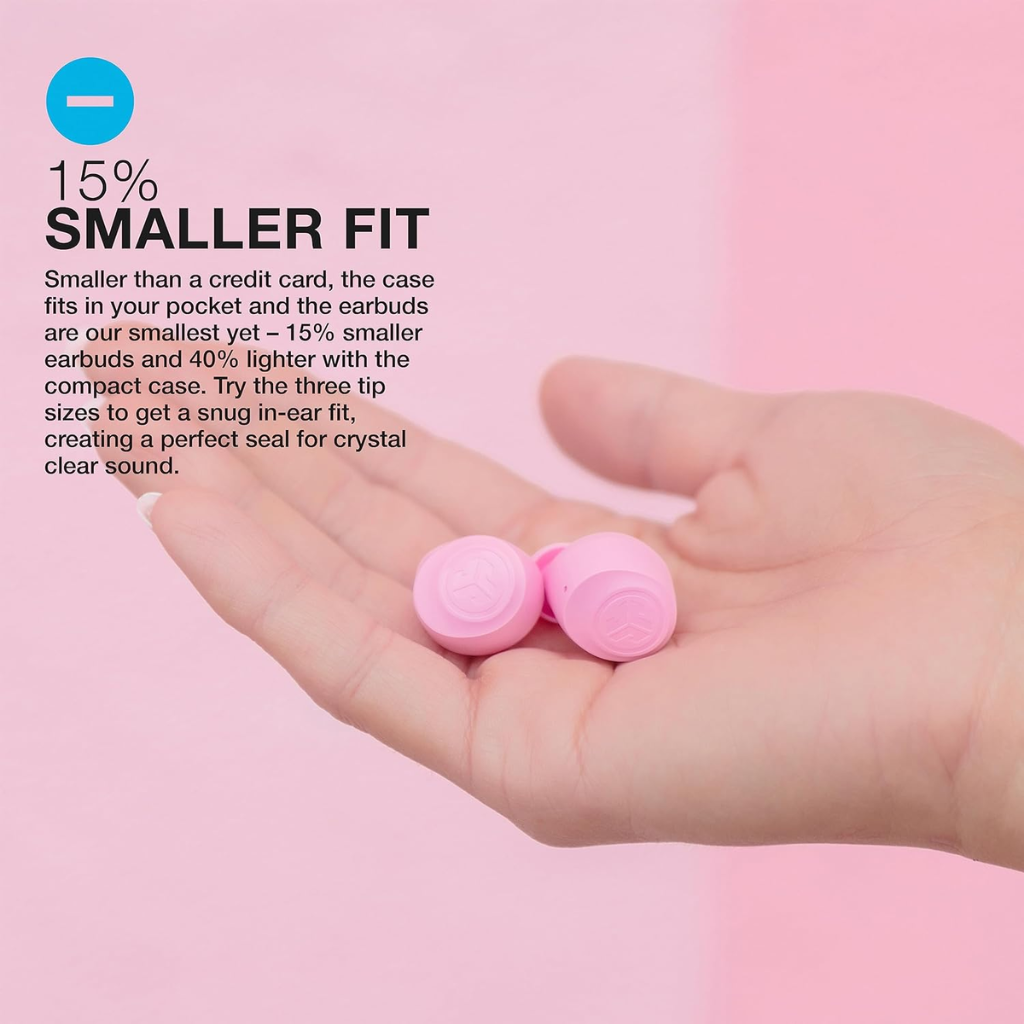 15%
SMALLER FIT
Smaller than a credit card, the case
fits in your pocket and the earbuds
are our smallest yet – 15% smaller
earbuds and 40% lighter with the
compact case. Try the three tip
sizes to get a snug in-ear fit,
creating a perfect seal for crystal
clear sound.